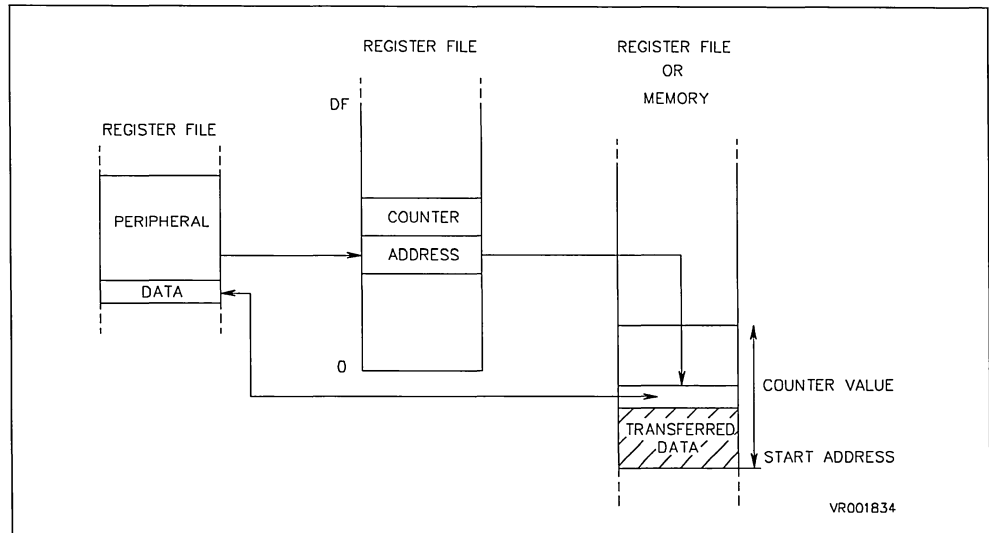 REGISTER FILE
PERIPHERAL
DATA
REGISTER FILE
DF
COUNTER
ADDRESS
0
REGISTER FILE
OR
MEMORY
TRANSFERRED
DATA
COUNTER VALUE
START ADDRESS
VR001834